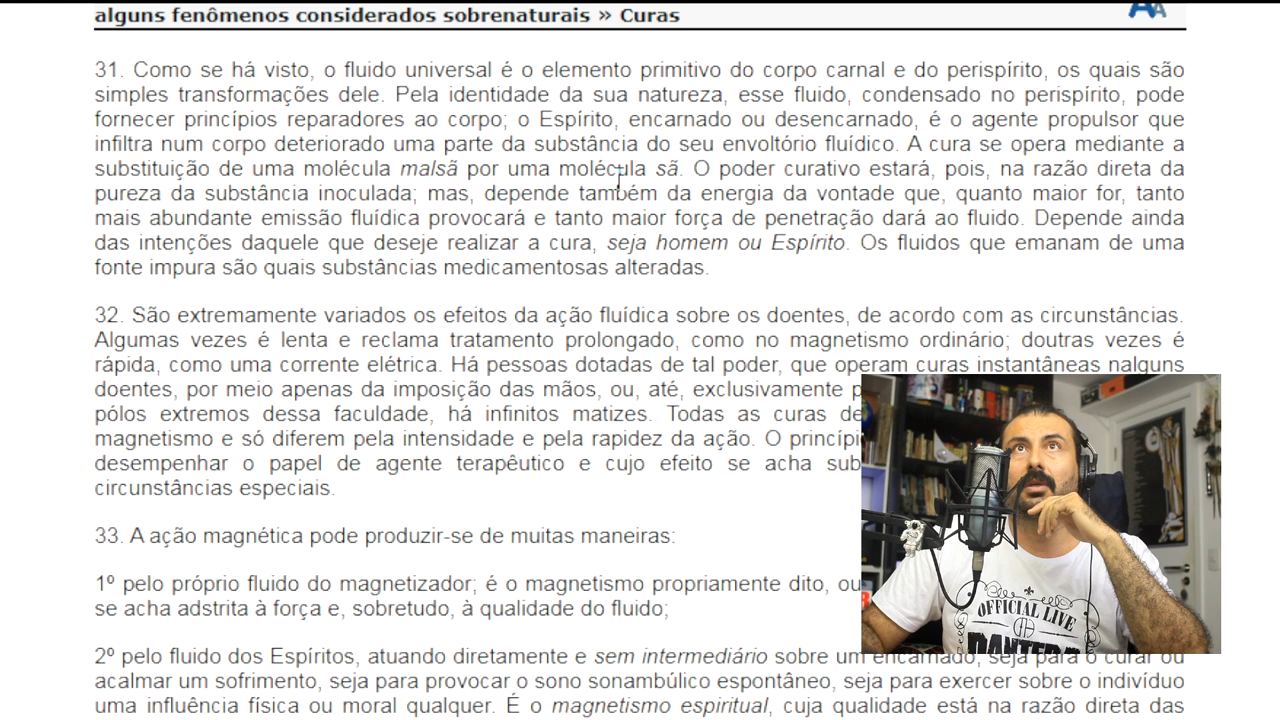 alguns fenômenos considerados sobrenaturais » Curas
AA
31. Como se há visto, o fluido universal é o elemento primitivo do corpo carnal e do perispírito, os quais são
simples transformações dele. Pela identidade da sua natureza, esse fluido, condensado no perispírito, pode
fornecer princípios reparadores ao corpo; o Espírito, encarnado ou desencarnado, é o agente propulsor que
infiltra num corpo deteriorado uma parte da substância do seu envoltório fluídico. A cura se opera mediante a
substituição de uma molécula malsã por uma molécula sã. O poder curativo estará, pois, na razão direta da
pureza da substância inoculada; mas, depende também da energia da vontade que, quanto maior for, tanto
mais abundante emissão fluídica provocará e tanto maior força de penetração dará ao fluido. Depende ainda
das intenções daquele que deseje realizar a cura, seja homem ou Espírito. Os fluidos que emanam de uma
fonte impura são quais substâncias medicamentosas alteradas.
32. São extremamente variados os efeitos da ação fluídica sobre os doentes, de acordo com as circunstâncias.
Algumas vezes é lenta e reclama tratamento prolongado, como no magnetismo ordinário; doutras vezes é
rápida, como uma corrente elétrica. Há pessoas dotadas de tal poder, que operam curas instantâneas nalguns
doentes, por meio apenas da imposição das mãos, ou, até, exclusivamente p
pólos extremos dessa faculdade, há infinitos matizes. Todas as curas de
magnetismo e só diferem pela intensidade e pela rapidez da ação. O princípi
desempenhar o papel de agente terapêutico e cujo efeito se acha sub
circunstâncias especiais.
33. A ação magnética pode produzir-se de muitas maneiras:
1º pelo próprio fluido do magnetizador; é o magnetismo propriamente dito, ou
se acha adstrita à força e, sobretudo, à qualidade do fluido;
2º pelo fluido dos Espíritos, atuando diretamente e sem intermediário sobre um encarnado, seja para o curar ou
acalmar um sofrimento, seja para provocar o sono sonambúlico espontâneo, seja para exercer sobre o indivíduo
uma influência física ou moral qualquer. É o magnetismo espiritual, cuja qualidade está na razão direta das
OFFICIAL LIVE
PANTERA